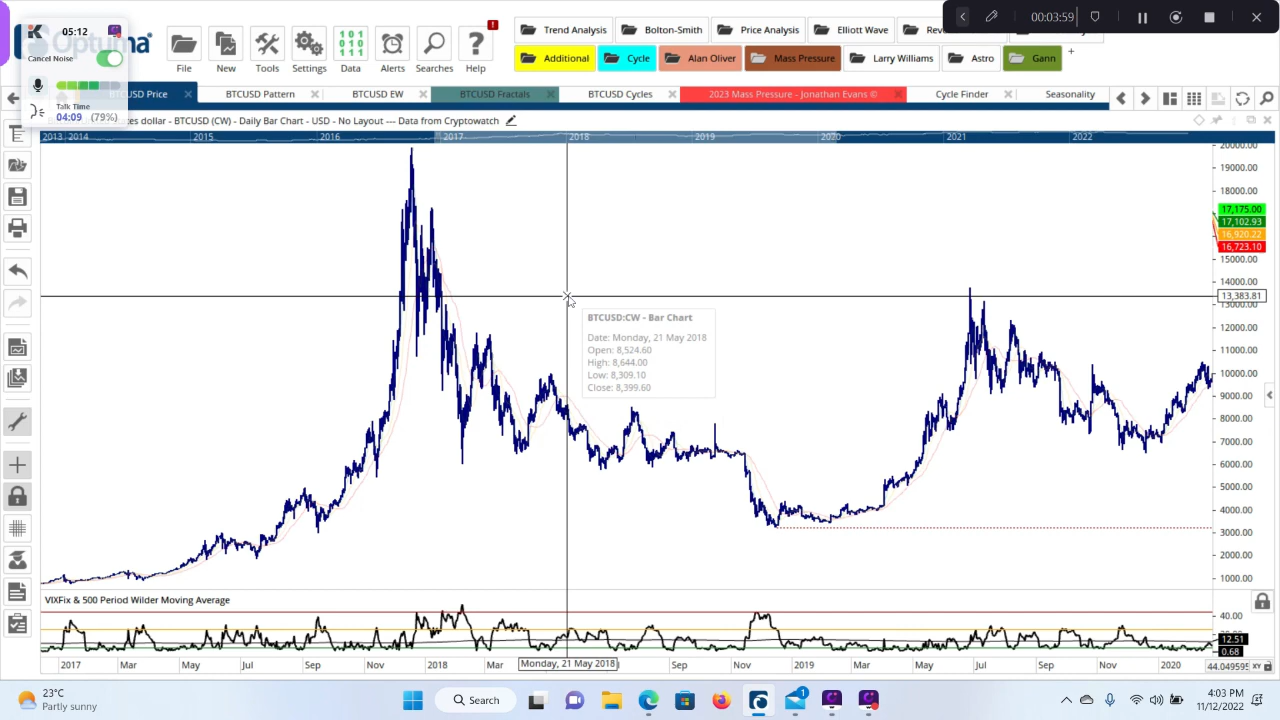 05:12
Optuma®
Cancel Noise
Talk Time
04:09 (79%)
File
New
Tools
Settings
Data
Alerts
Searches
Help
Trend Analysis
Bolton-Smith
Price Analysis
Elliott Wave
Rev
00:03:59
Additional
Cycle
Alan Oliver
Mass Pressure
Larry Williams
Astro
Gann
BTCUSD Price
BTCUSD Pattern
BTCUSD EW
BTCUSD Fractals
BTCUSD Cycles
2023 Mass Pressure - Jonathan Evans ©
Cycle Finder
Seasonality
es dollar - BTCUSD (CW) - Daily Bar Chart - USD - No Layout --- Data from Cryptowatch
2013 2014 2015 2016 2017 2018 2019 2020 2021 2022
20000.00
19000.00
18000.00
17,175.00
17,102.93
16,920.22
16,723.10
15000.00
14000.00
13,383.81
13000.00
12000.00
11000.00
10000.00
9000.00
8000.00
7000.00
6000.00
5000.00
4000.00
3000.00
2000.00
1000.00
BTCUSD:CW - Bar Chart
Date: Monday, 21 May 2018
Open: 8,524.60
High: 8,644.00
Low: 8,309.10
Close: 8,399.60
VIXFix & 500 Period Wilder Moving Average
40.00
12.51
0.68
2017 Mar May Jul Sep Nov 2018 Mar Monday, 21 May 2018 Sep Nov 2019 Mar May Jul Sep Nov 2020 44.049595 XY
23°C
Partly sunny
Search
1
4:03 PM
11/12/2022